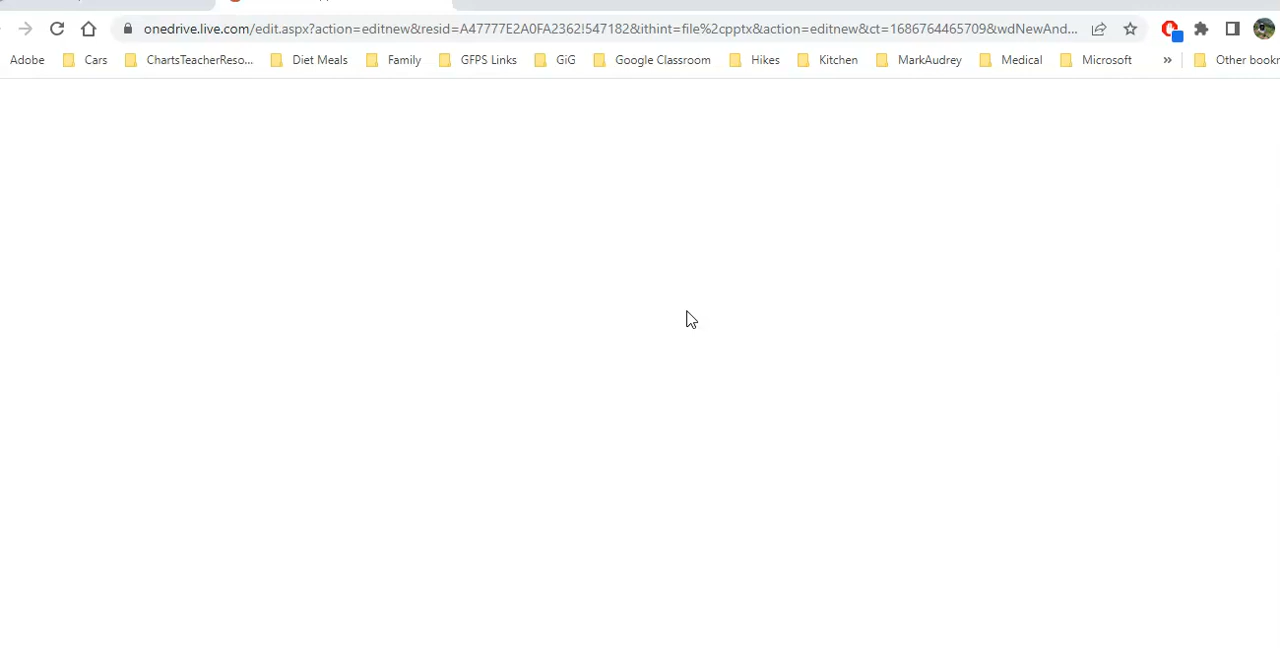 onedrive.live.com/edit.aspx?action=editnew&resid=A47777E2A0FA2362!547182&ithint=file%2cpptx&action=editnew&ct=1686764465709&wdNewAnd...
Adobe Cars ChartsTeacherReso... Diet Meals Family GFPS Links GiG Google Classroom Hikes Kitchen MarkAudrey Medical Microsoft » Other bookr